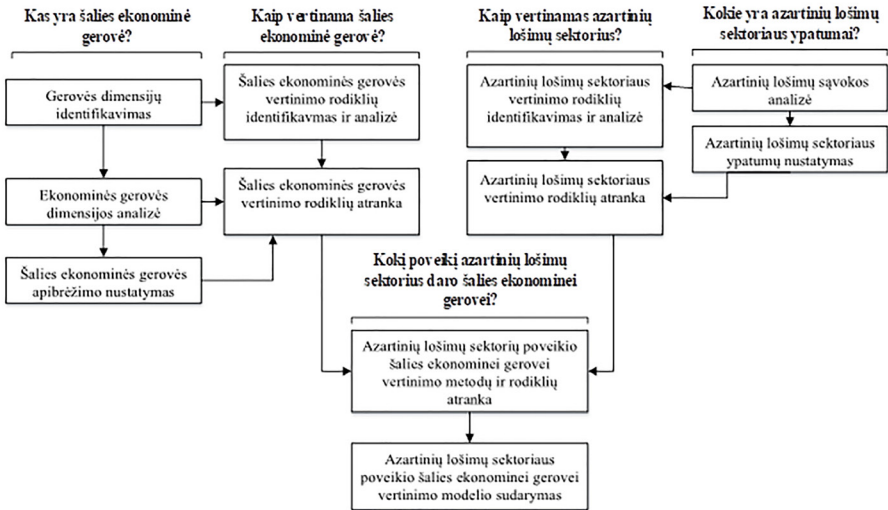 Kas yra šalies ekonominė
gerovė?
Gerovės dimensijų
identifikavimas
Ekonominės gerovės
dimensijos analizė
Šalies ekonominės gerovės
apibrėžimo nustatymas
Kaip vertinama šalies
ekonominė gerovė?
Šalies ekonominės gerovės
vertinimo rodiklių
identifikavmas ir analizė
Šalies ekonominės gerovės
vertinimo rodiklių atranka
Kaip vertinamas azartinių
lošimų sektorius?
Azartinių lošimų sektoriaus
vertinimo rodiklių
identifikavimas ir analizė
Azartinių lošimų sektoriaus
vertinimo rodiklių atranka
Kokie yra azartinių lošimų
sektoriaus ypatumai?
Azartinių lošimų sąvokos
analizė
Azartinių lošimų sektoriaus
ypatumų nustatymas
Kokį poveikį azartinių lošimų
sektorius daro šalies ekonominei
gerovei?
Azartinių lošimų sektorių poveikio
šalies ekonominei gerovei
vertinimo metodų ir rodiklių
atranka
Azartinių lošimų sektoriaus
poveikio šalies ekonominei gerovei
vertinimo modelio sudarymas